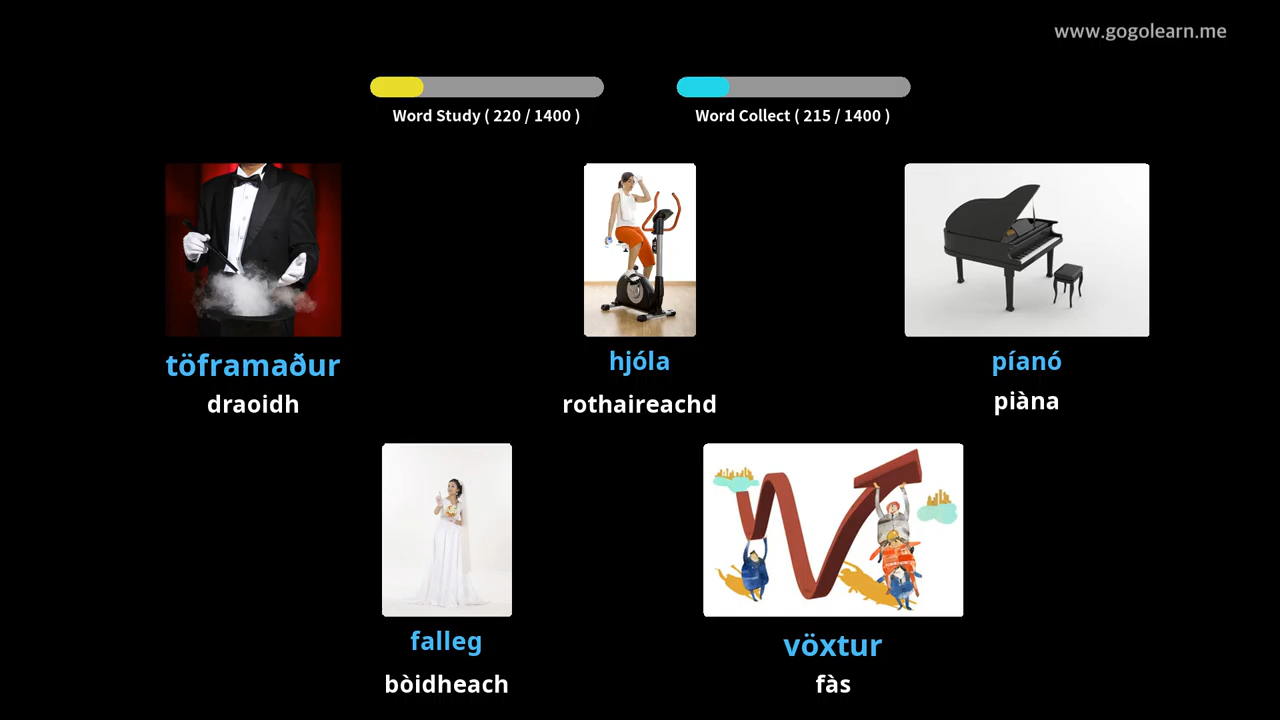 www.gogolearn.me
Word Study ( 220 / 1400 )
Word Collect ( 215 / 1400 )
töframaður
draoidh
hjóla
rothaireachd
píanó
piàna
falleg
bòidheach
vöxtur
fàs